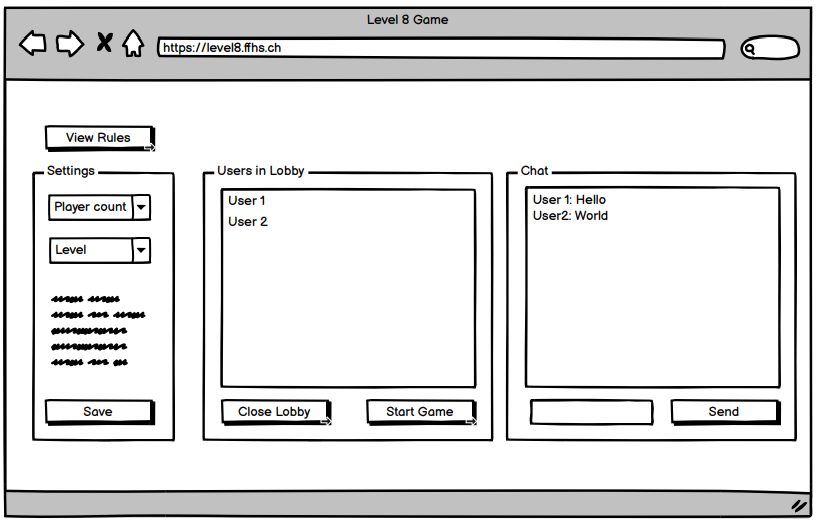 Level 8 Game
https://level8.ffhs.ch
View Rules
Settings
Player count
Level
Save
Users in Lobby
User 1
User 2
Close Lobby
Start Game
Chat
User 1: Hello
User2: World
Send